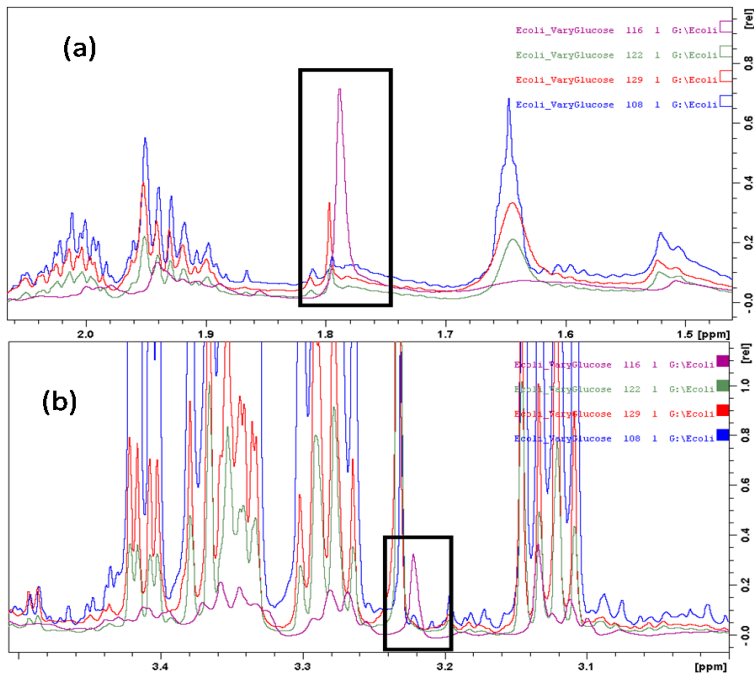 (a)
[rel]
Ecoli_VaryGlucose 116 1 G:\Ecoli
Ecoli_VaryGlucose 122 1 G:\Ecoli
Ecoli_VaryGlucose 129 1 G:\Ecoli
Ecoli_VaryGlucose 108 1 G:\Ecoli
0.8
0.6
0.4
0.2
-0.0
2.0 1.9 1.8 1.7 1.6 1.5 [ppm]
(b)
[rel]
Ecoli_VaryGlucose 116 1 G:\Ecoli
Ecoli_VaryGlucose 122 1 G:\Ecoli
Ecoli_VaryGlucose 129 1 G:\Ecoli
Ecoli_VaryGlucose 108 1 G:\Ecoli
1.0
0.8
0.6
0.4
0.2
-0.0
3.4 3.3 3.2 3.1 [ppm]